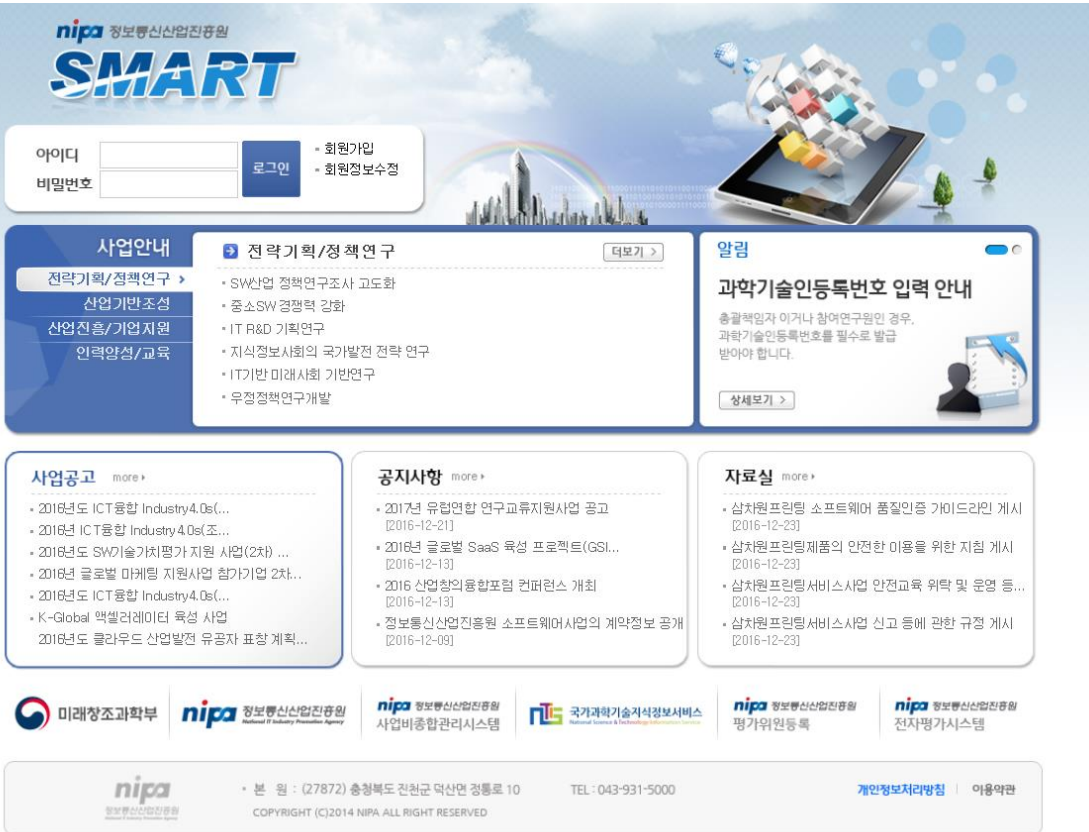 nipa 정보통신산업진흥원
SMART
아이디
비밀번호
로그인
회원가입
회원정보수정
사업안내
전략기획/정책연구
산업기반조성
산업진흥/기업지원
인력양성/교육
전략기획/정책연구
더보기 >
SW산업 정책연구조사 고도화
중소SW 경쟁력 강화
IT R&D 기획연구
지식정보사회의 국가발전 전략 연구
IT기반 미래사회 기반연구
우정정책연구개발
알림
과학기술인등록번호 입력 안내
총괄책임자 이거나 참여연구원인 경우,
과학기술인등록번호를 필수로 발급
받아야 합니다.
상세보기 >
사업공고 more
2016년도 ICT융합 Industry4.0s(...
2016년 ICT융합 Industry4.0s(조...
2016년도 SW기술가치평가 지원 사업(2차) ...
2016년 글로벌 마케팅 지원사업 참가기업 2차...
2016년도 ICT융합 Industry4.0s(...
K-Global 액셀러레이터 육성 사업
2016년도 클라우드 산업발전 유공자 표창 계획...
공지사항 more
2017년 유럽연합 연구교류지원사업 공고
[2016-12-21]
2016년 글로벌 SaaS 육성 프로젝트(GSI...
[2016-12-13]
2016 산업창의융합포럼 컨퍼런스 개최
[2016-12-13]
정보통신산업진흥원 소프트웨어사업의 계약정보 공개
[2016-12-09]
자료실 more
삼차원프린팅 소프트웨어 품질인증 가이드라인 게시
[2016-12-23]
삼차원프린팅제품의 안전한 이용을 위한 지침 게시
[2016-12-23]
삼차원프린팅서비스사업 안전교육 위탁 및 운영 등...
[2016-12-23]
삼차원프린팅서비스사업 신고 등에 관한 규정 게시
[2016-12-23]
미래창조과학부
nipa 정보통신산업진흥원
National IT Industry Promotion Agency
nipa 정보통신산업진흥원
사업비종합관리시스템
NTIS 국가과학기술지식정보서비스
National Science & Technology Information Service
nipa 정보통신산업진흥원
평가위원등록
nipa 정보통신산업진흥원
전자평가시스템
nipa
정보통신산업진흥원
본 원 : (27872) 충청북도 진천군 덕산면 정통로 10 TEL : 043-931-5000
COPYRIGHT (C)2014 NIPA ALL RIGHT RESERVED
개인정보처리방침 | 이용약관